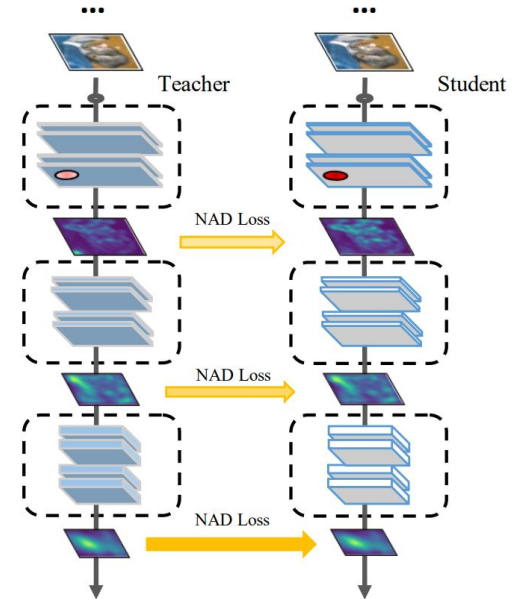 ...
...
Teacher
Student
NAD Loss
NAD Loss
NAD Loss